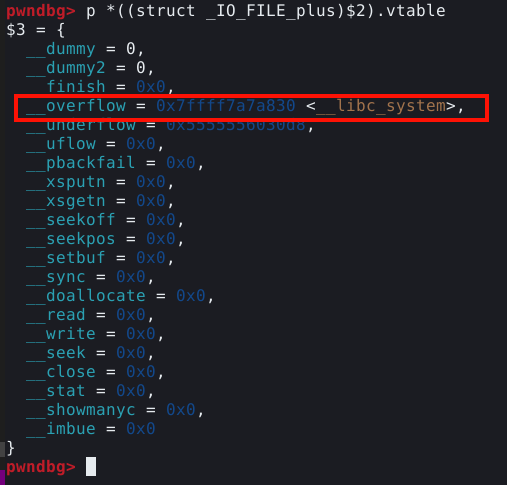 pwndbg> p *((struct _IO_FILE_plus)$2).vtable
$3 = {
  __dummy = 0,
  __dummy2 = 0,
  __finish = 0x0,
  __overflow = 0x7ffff7a7a830 <__libc_system>,
  __underflow = 0x5555556030d8,
  __uflow = 0x0,
  __pbackfail = 0x0,
  __xsputn = 0x0,
  __xsgetn = 0x0,
  __seekoff = 0x0,
  __seekpos = 0x0,
  __setbuf = 0x0,
  __sync = 0x0,
  __doallocate = 0x0,
  __read = 0x0,
  __write = 0x0,
  __seek = 0x0,
  __close = 0x0,
  __stat = 0x0,
  __showmanyc = 0x0,
  __imbue = 0x0
}
pwndbg>